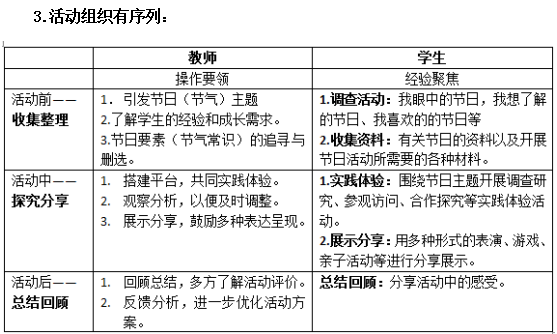 3.活动组织有序列：
教师 学生
操作要领 经验聚焦
活动前——
收集整理
1. 引发节日（节气）主题
2.了解学生的经验和成长需求。
3.节日要素（节气常识）的追寻与
删选。
1.调查活动：我眼中的节日，我想了解
的节日、我喜欢的的节日等
2.收集资料：有关节日的资料以及开展
节日活动所需要的各种材料。
活动中——
探究分享
1. 搭建平台，共同实践体验。
2. 观察分析，以便及时调整。
3. 展示分享，鼓励多种表达呈现。
1.实践体验：围绕节日主题开展调查研
究、参观访问、合作探究等实践体验活
动。
2.展示分享：用多种形式的表演、游戏、
亲子活动等进行分享展示。
活动后——
总结回顾
1. 回顾总结，多方了解活动评价。
2. 反馈分析，进一步优化活动方
案。
总结回顾：分享活动中的感受。